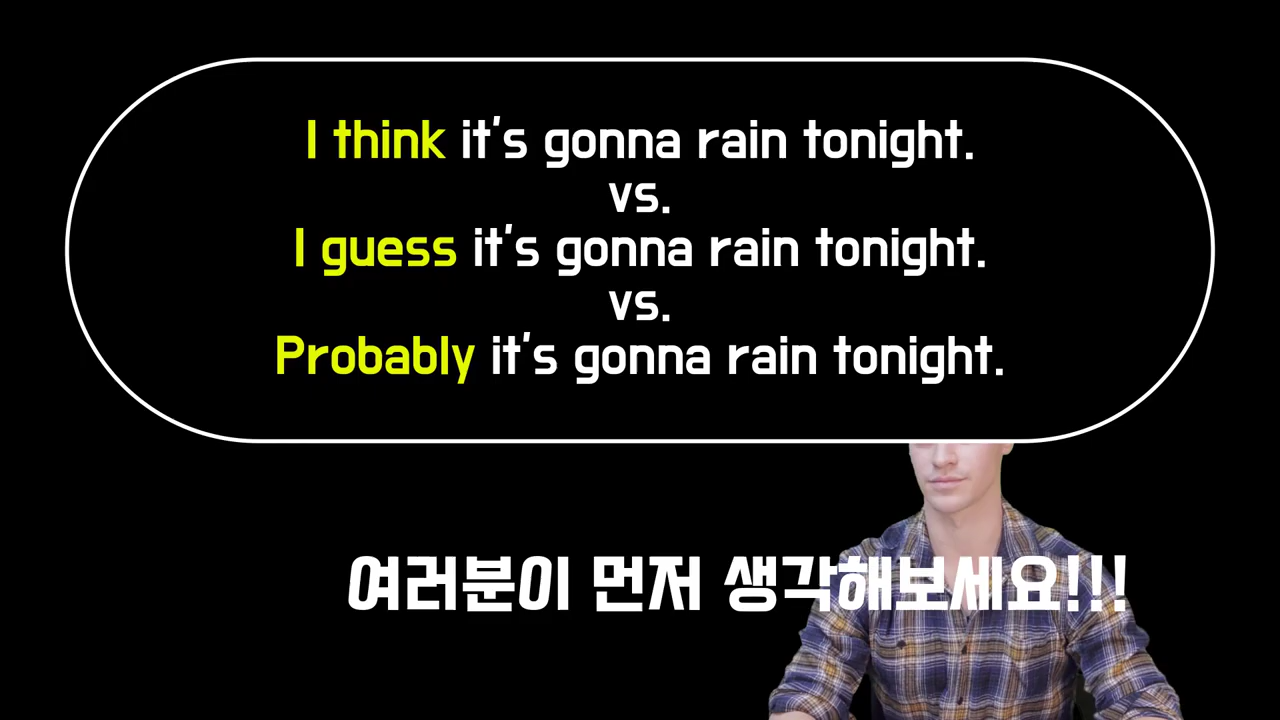 I think it's gonna rain tonight.
vs.
I guess it's gonna rain tonight.
vs.
Probably it's gonna rain tonight.
여러분이 먼저 생각해보세요!!!